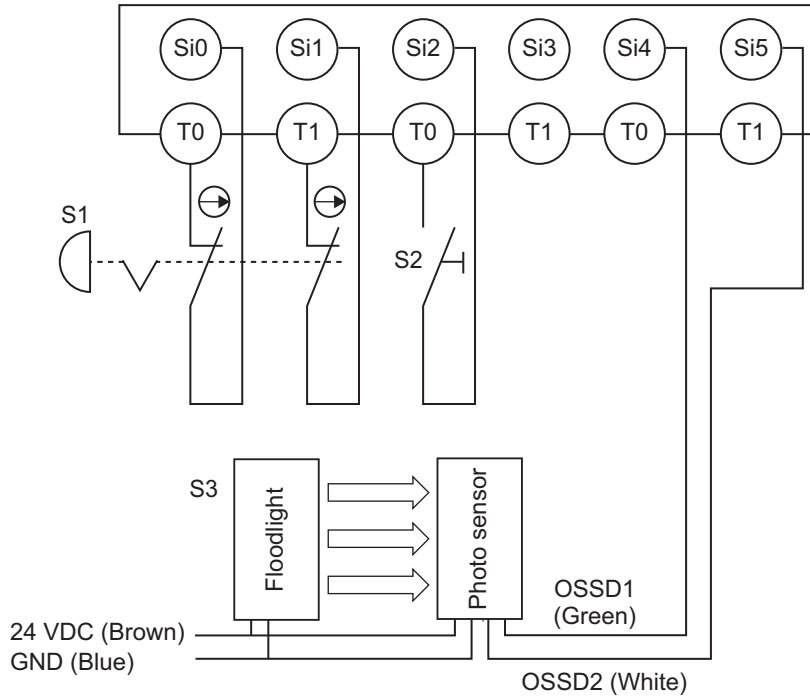 Si0 Si1 Si2 Si3 Si4 Si5
T0 T1 T0 T1 T0 T1
S1
S2
S3
Floodlight
Photo sensor
OSSD1
(Green)
24 VDC (Brown)
GND (Blue)
OSSD2 (White)